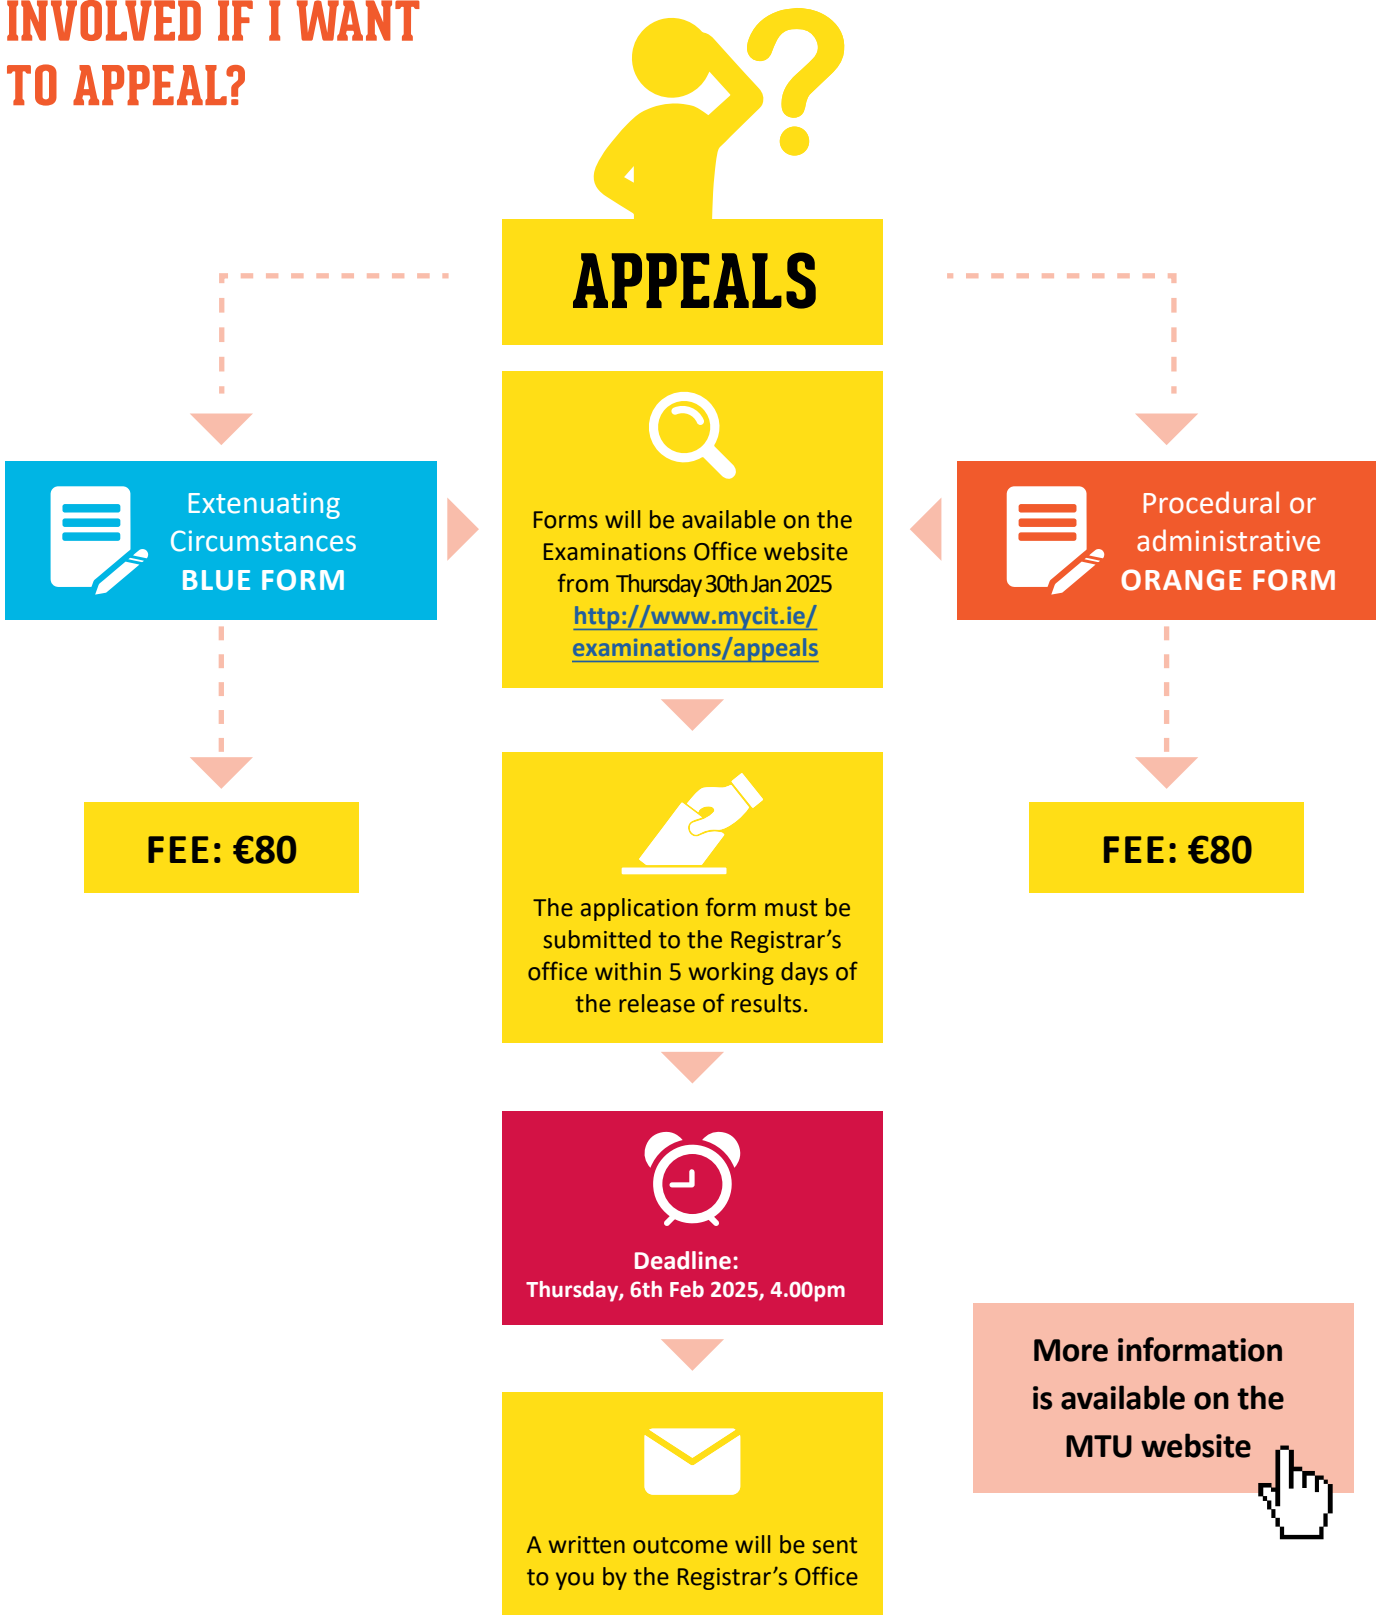 INVOLVED IF I WANT
TO APPEAL?
APPEALS
Extenuating
Circumstances
BLUE FORM
Forms will be available on the
Examinations Office website
from Thursday 30th Jan 2025
http://www.mycit.ie/
examinations/appeals
Procedural or
administrative
ORANGE FORM
FEE: €80
FEE: €80
The application form must be
submitted to the Registrar’s
office within 5 working days of
the release of results.
Deadline:
Thursday, 6th Feb 2025, 4.00pm
More information
is available on the
MTU website
A written outcome will be sent
to you by the Registrar’s Office